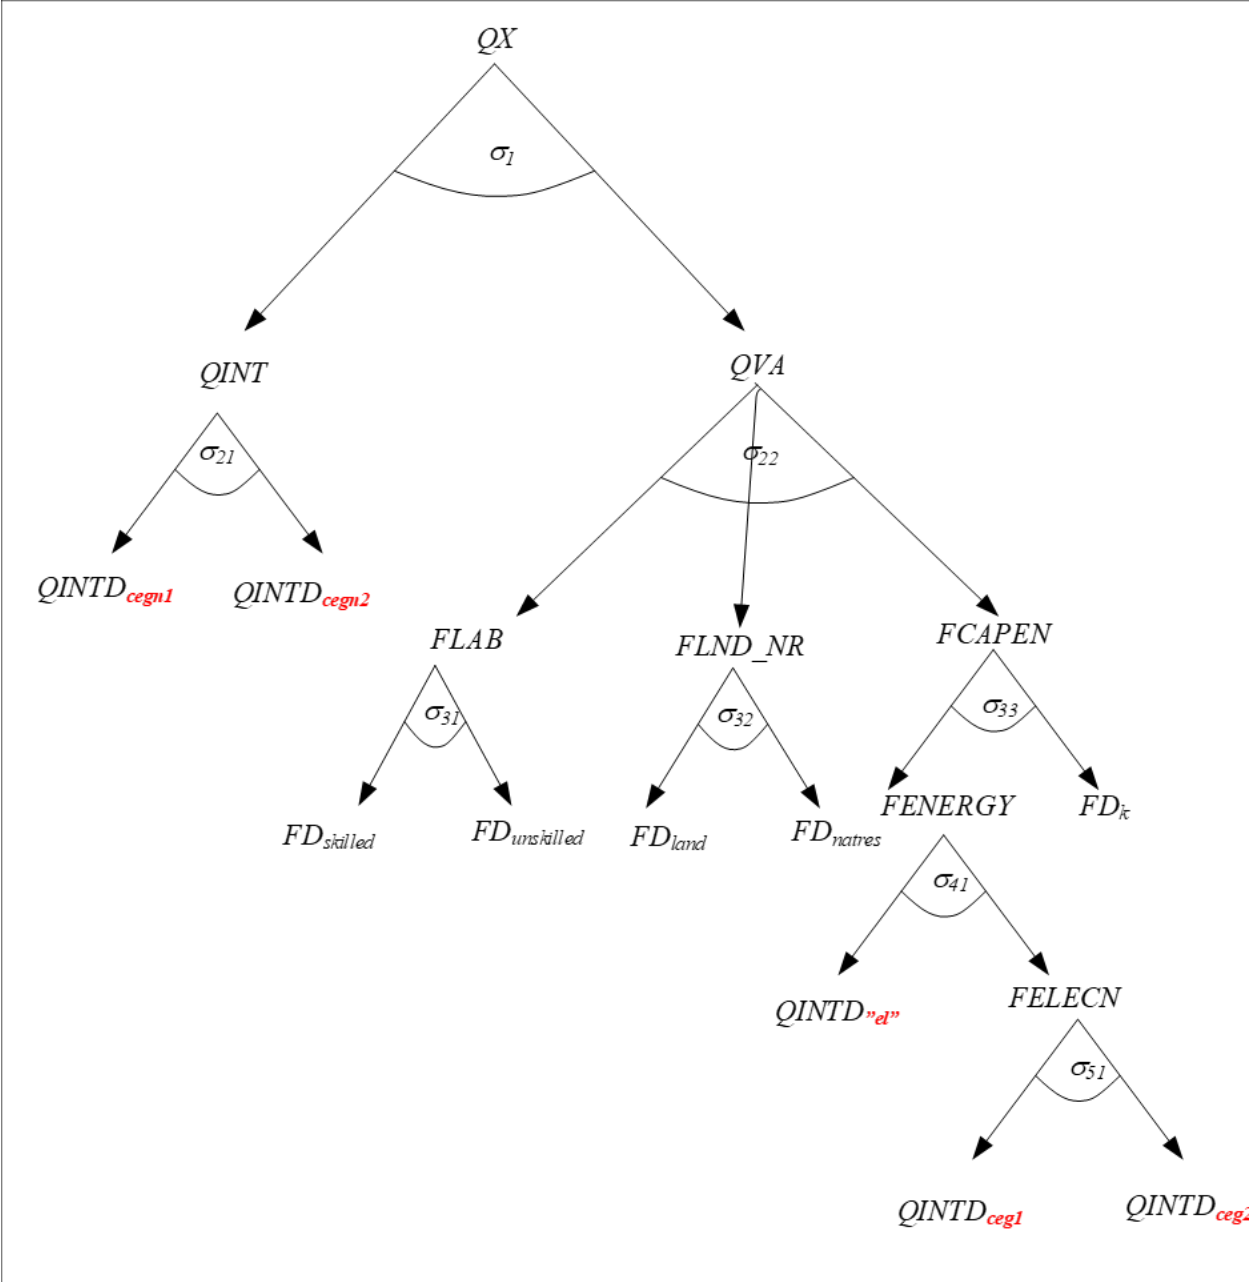 QX
σ1
QINT
QVA
σ21
σ22
QINTDcegn1
QINTDcegn2
FLAB
FLND_NR
FCAPEN
σ31
σ32
σ33
FDskilled
FDunskilled
FDland
FDnatres
FENERGY
FDk
σ41
QINTD"el"
FELECN
σ51
QINTDceg1
QINTDceg2